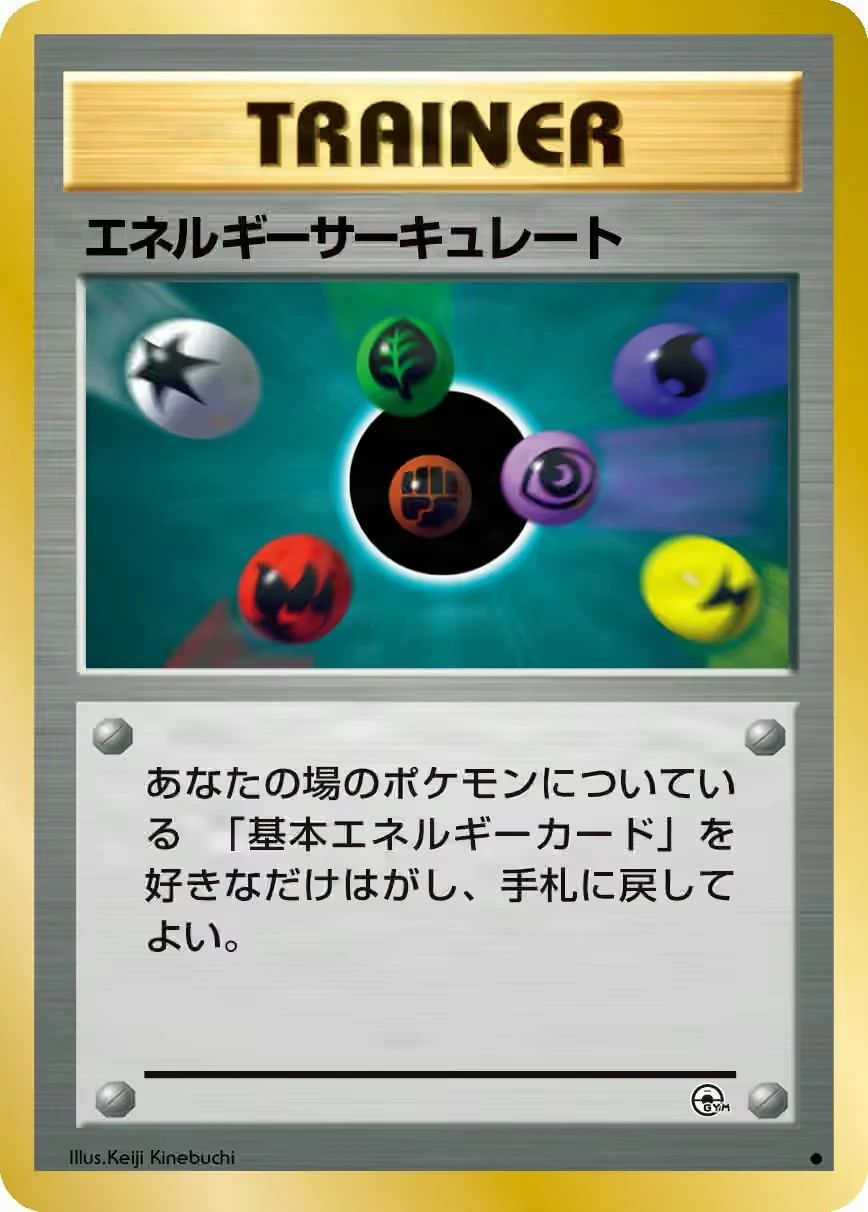 TRAINER
エネルギーサーキュレート
あなたの場のポケモンについてい
る 「基本エネルギーカード」を
好きなだけはがし、手札に戻して
よい。
GYM
Illus.Keiji Kinebuchi